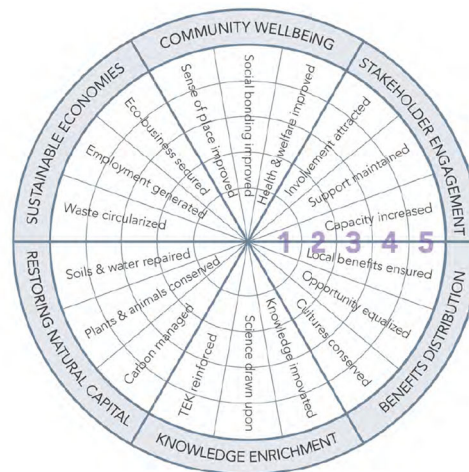 COMMUNITY WELLBEING
Sense of place improved
Social bonding improved
Health & welfare improved
STAKEHOLDER ENGAGEMENT
Involvement attracted
Support maintained
Capacity increased
1 2 3 4 5
BENEFITS DISTRIBUTION
Local benefits ensured
Opportunity equalized
Cultures conserved
KNOWLEDGE ENRICHMENT
Knowledge innovated
Science drawn upon
TEK reinforced
RESTORING NATURAL CAPITAL
Carbon managed
Plants & animals conserved
Soils & water repaired
SUSTAINABLE ECONOMIES
Waste circularized
Employment generated
Eco-business secured